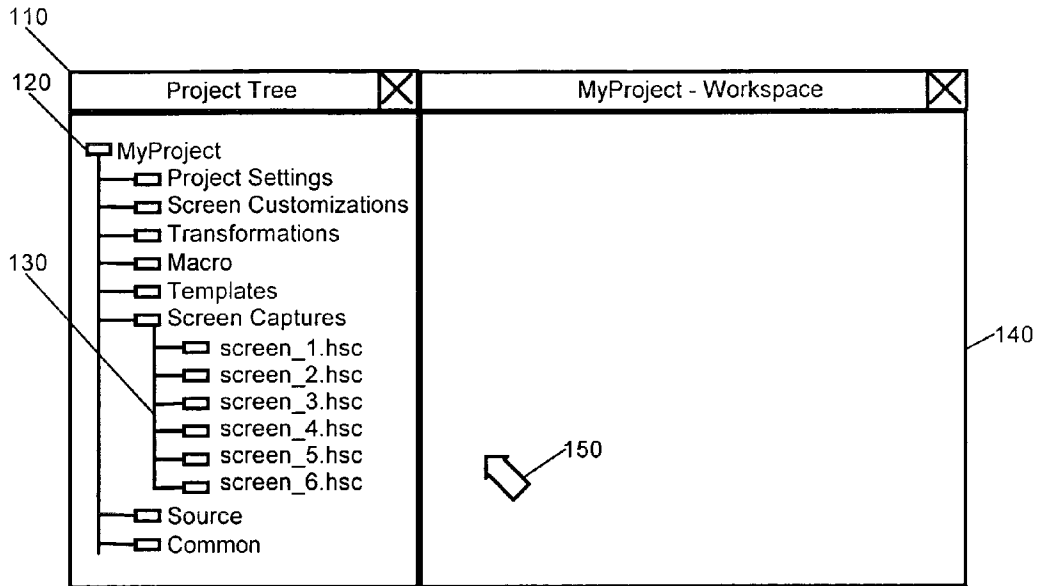 110
120
Project Tree
MyProject - Workspace
MyProject
Project Settings
Screen Customizations
Transformations
130
Macro
Templates
Screen Captures
screen_1.hsc
140
screen_2.hsc
screen_3.hsc
screen_4.hsc
150
screen_5.hsc
screen_6.hsc
Source
Common